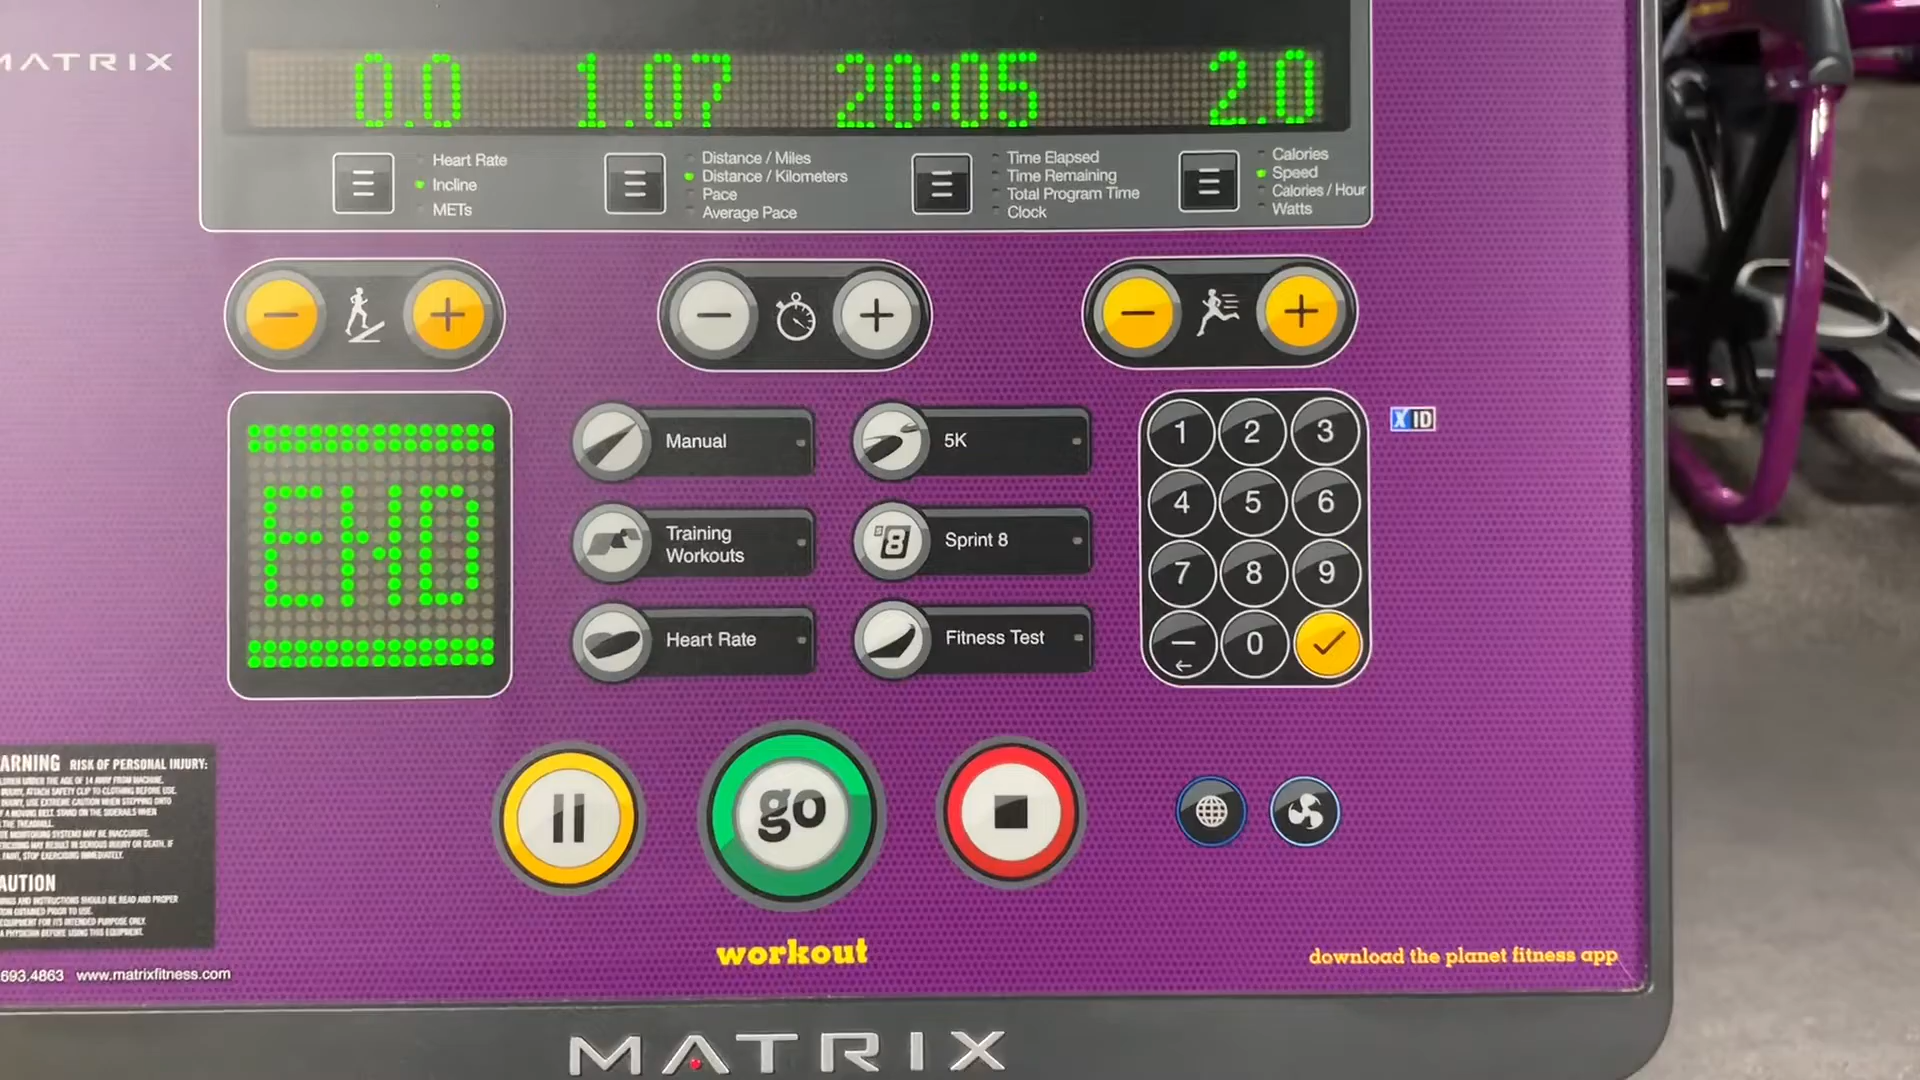 MATRIX
0.0 1.07 20:05 2.0
Heart Rate
Incline
METs
Distance / Miles
Distance / Kilometers
Pace
Average Pace
Time Elapsed
Time Remaining
Total Program Time
Clock
Calories
Speed
Calories / Hour
Watts
END
Manual
Training
Workouts
Heart Rate
5K
8 Sprint 8
Fitness Test
1 2 3
4 5 6
7 8 9
0
X ID
ARNING RISK OF PERSONAL INJURY:
AUTION
go
workout
download the planet fitness app
693.4863 www.matrixfitness.com
MATRIX